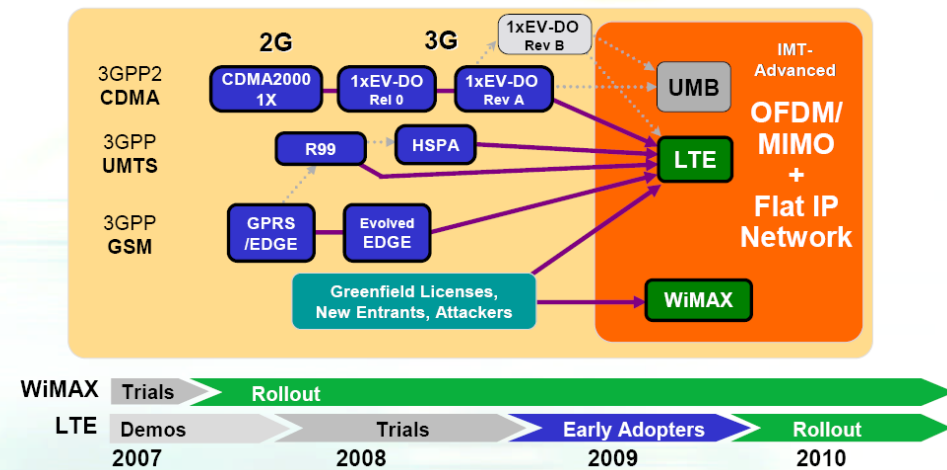 2G
3G
1xEV-DO
Rev B
IMT-
Advanced
3GPP2
CDMA
CDMA2000
1X
1xEV-DO
Rel 0
1xEV-DO
Rev A
UMB
OFDM/
MIMO
+
Flat IP
Network
3GPP
UMTS
R99
HSPA
LTE
3GPP
GSM
GPRS
/EDGE
Evolved
EDGE
Greenfield Licenses,
New Entrants, Attackers
WiMAX
WiMAX
Trials
Rollout
LTE
Demos
Trials
Early Adopters
Rollout
2007
2008
2009
2010